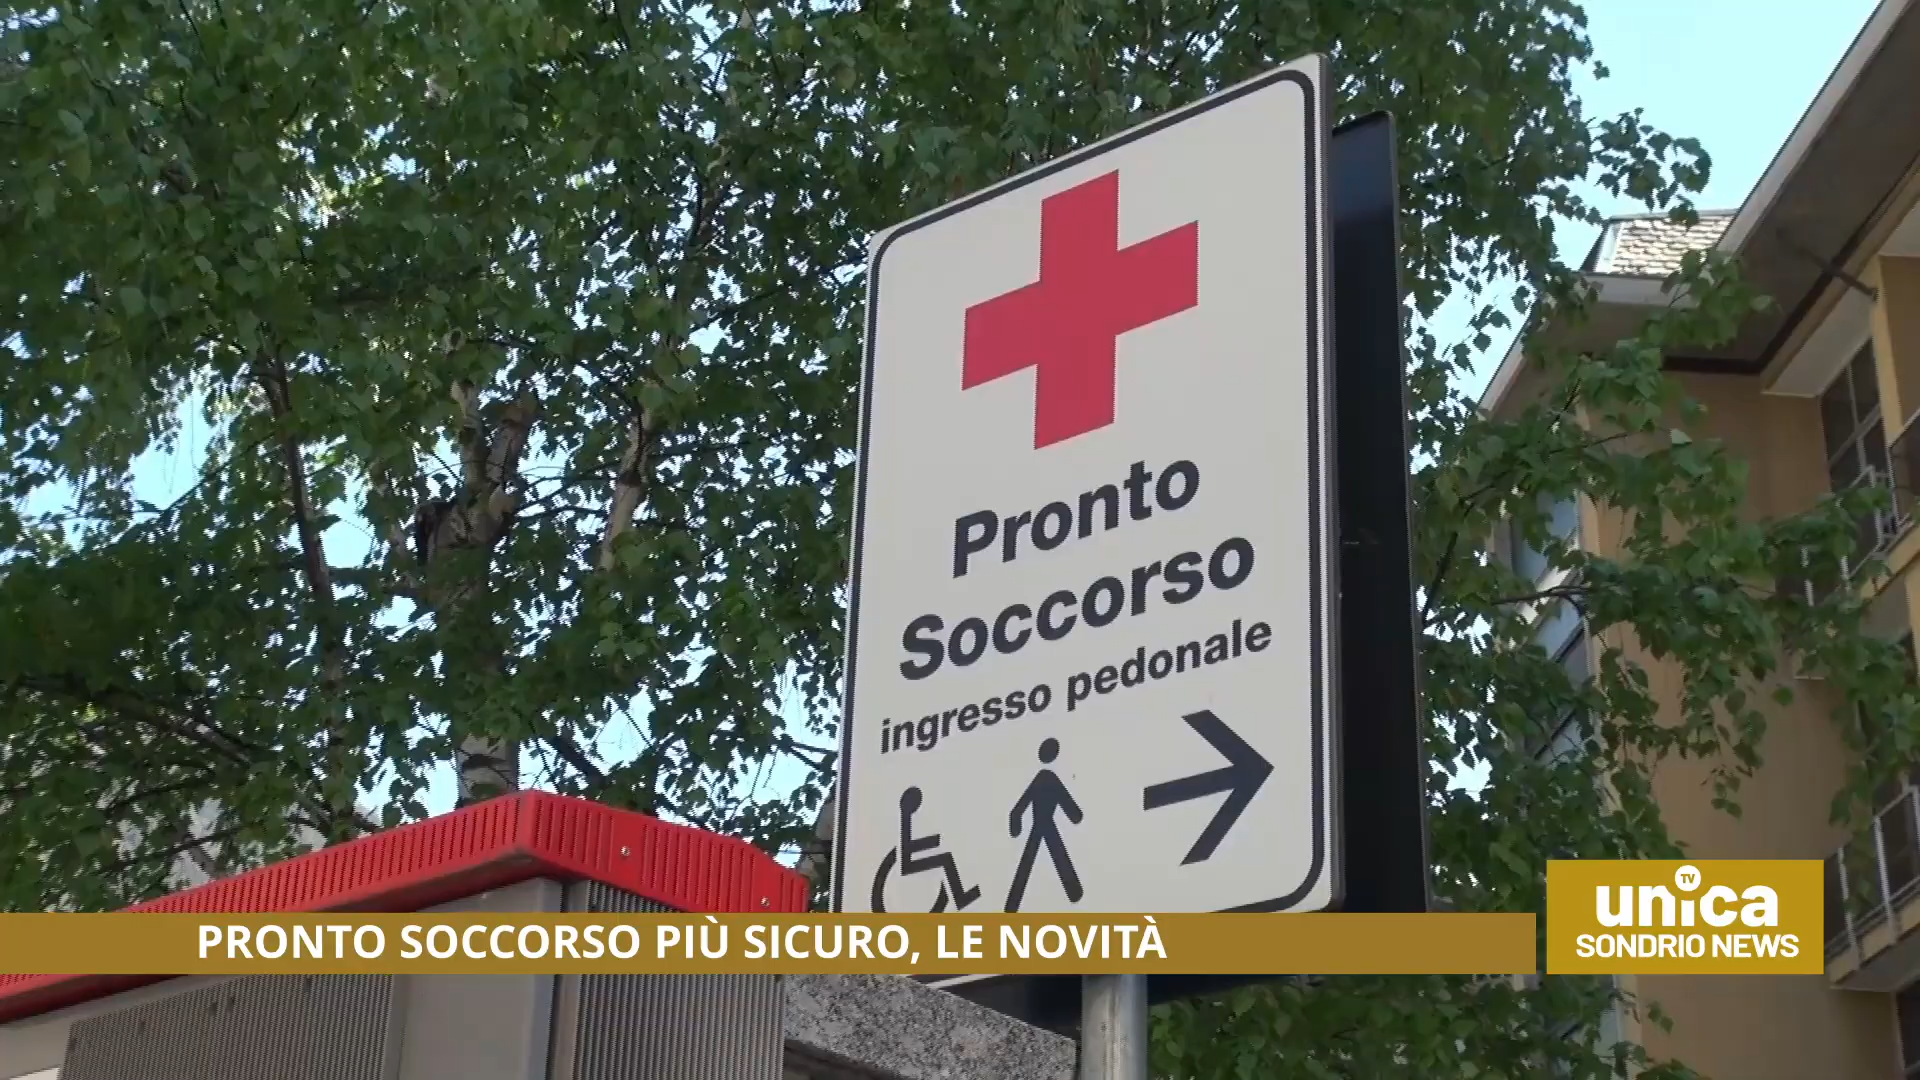 Pronto
Soccorso
ingresso pedonale
PRONTO SOCCORSO PIÙ SICURO, LE NOVITÀ
TV
unica
SONDRIO NEWS